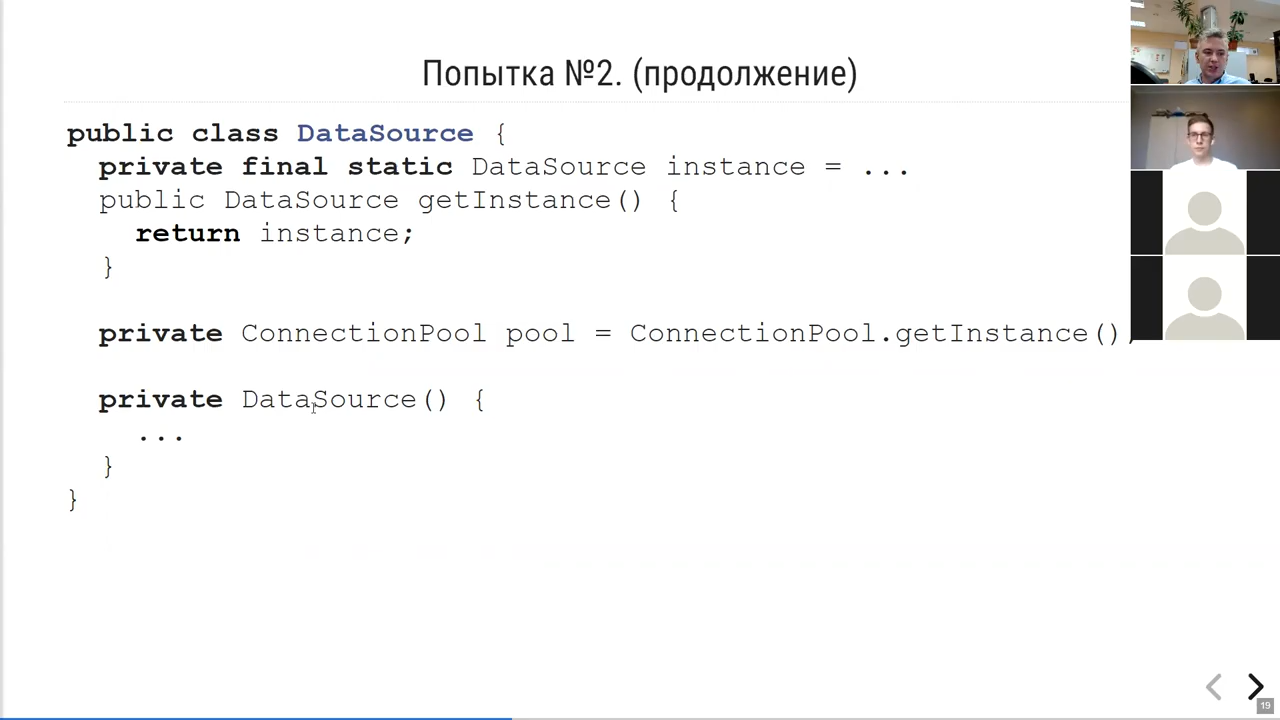 Попытка №2. (продолжение)
public class DataSource {
private final static DataSource instance = ...
public DataSource getInstance() {
return instance;
}
private ConnectionPool pool = ConnectionPool.getInstance()
private DataSource() {
...
}
}
19